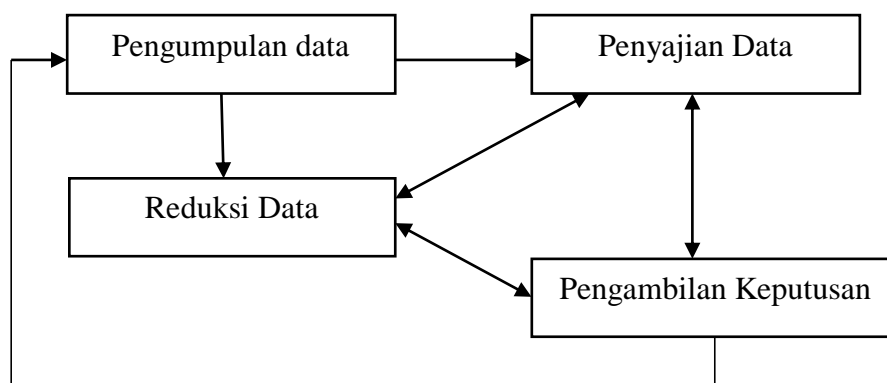 Pengumpulan data
Penyajian Data
Reduksi Data
Pengambilan Keputusan